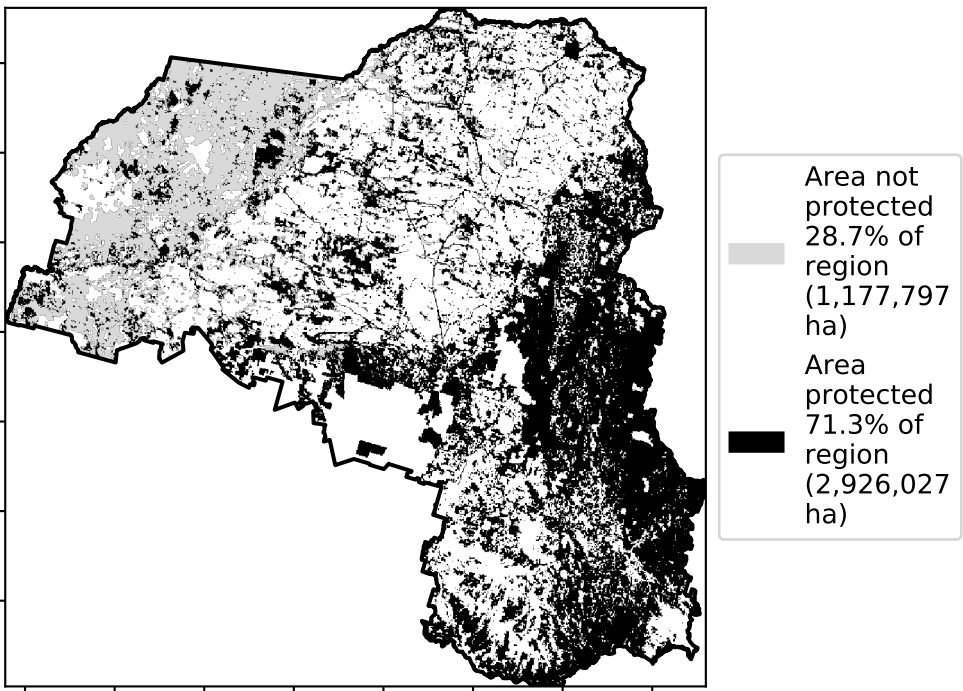 Area not
protected
28.7% of
region
(1,177,797
ha)
Area
protected
71.3% of
region
(2,926,027
ha)